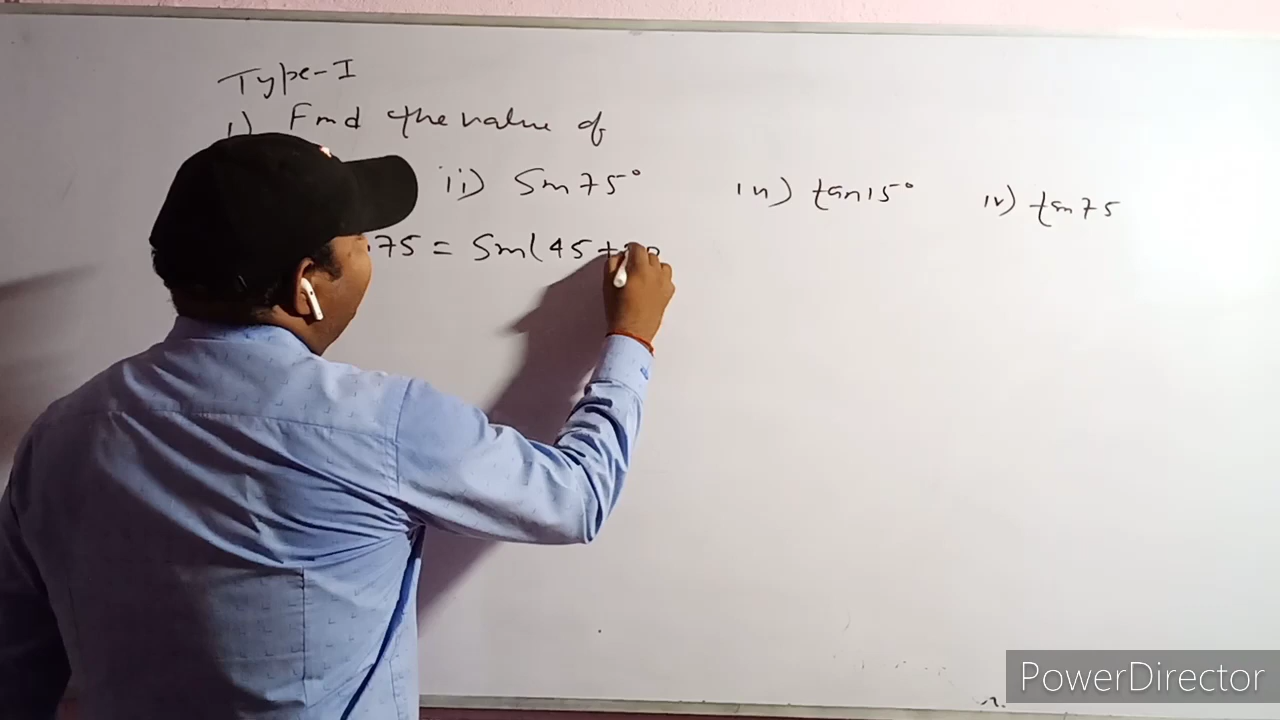 Type-I
1) Find the value of
ii) Sin75° iii) tan15° iv) tan75
75 = Sin(45+30
PowerDirector